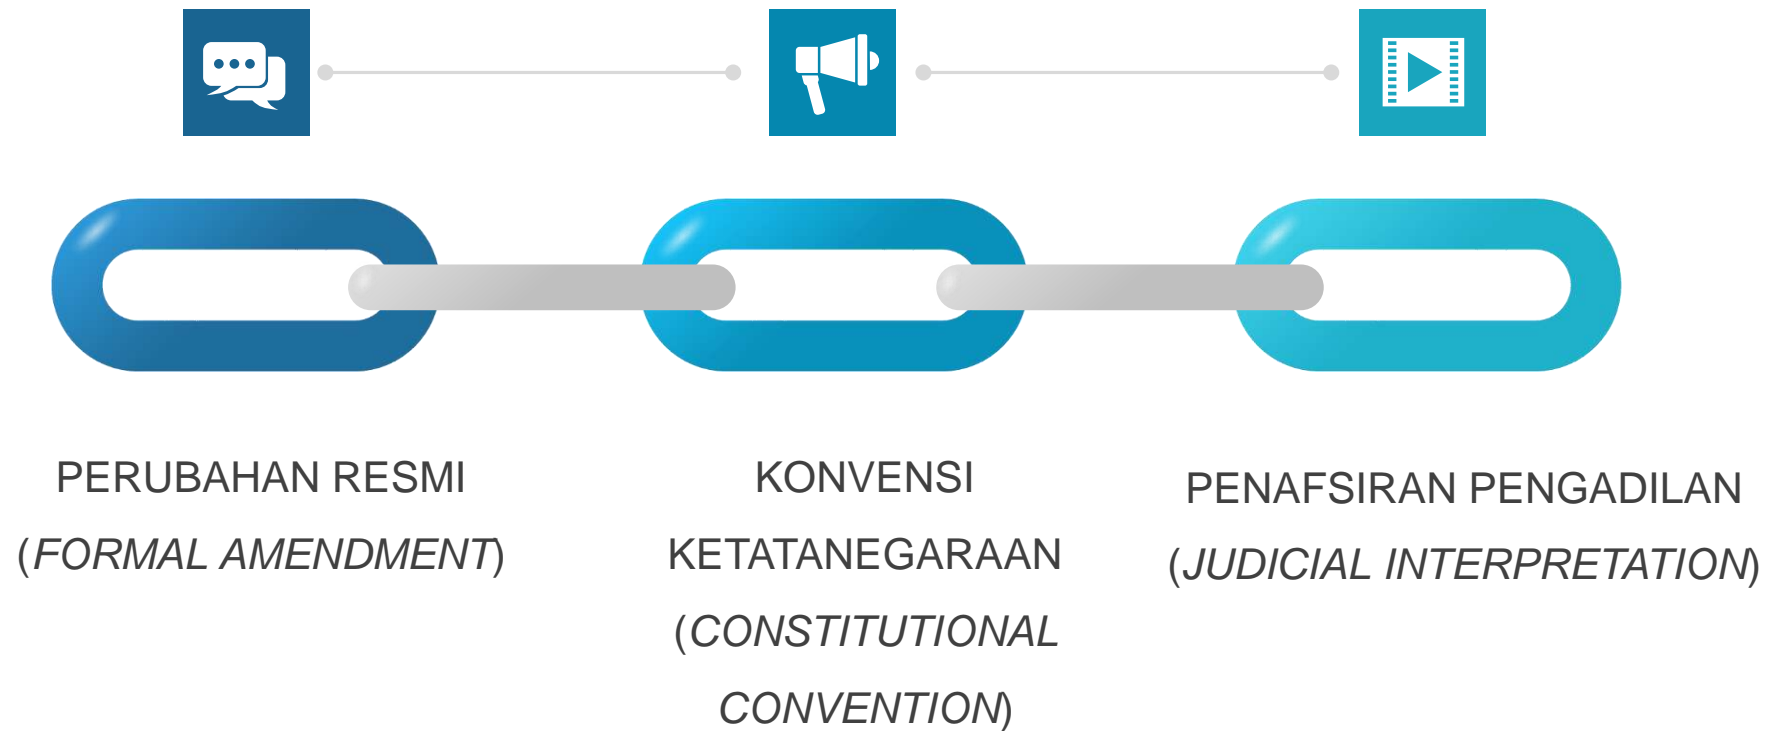 PERUBAHAN RESMI
(FORMAL AMENDMENT)
KONVENSI
KETATANEGARAAN
(CONSTITUTIONAL
CONVENTION)
PENAFSIRAN PENGADILAN
(JUDICIAL INTERPRETATION)